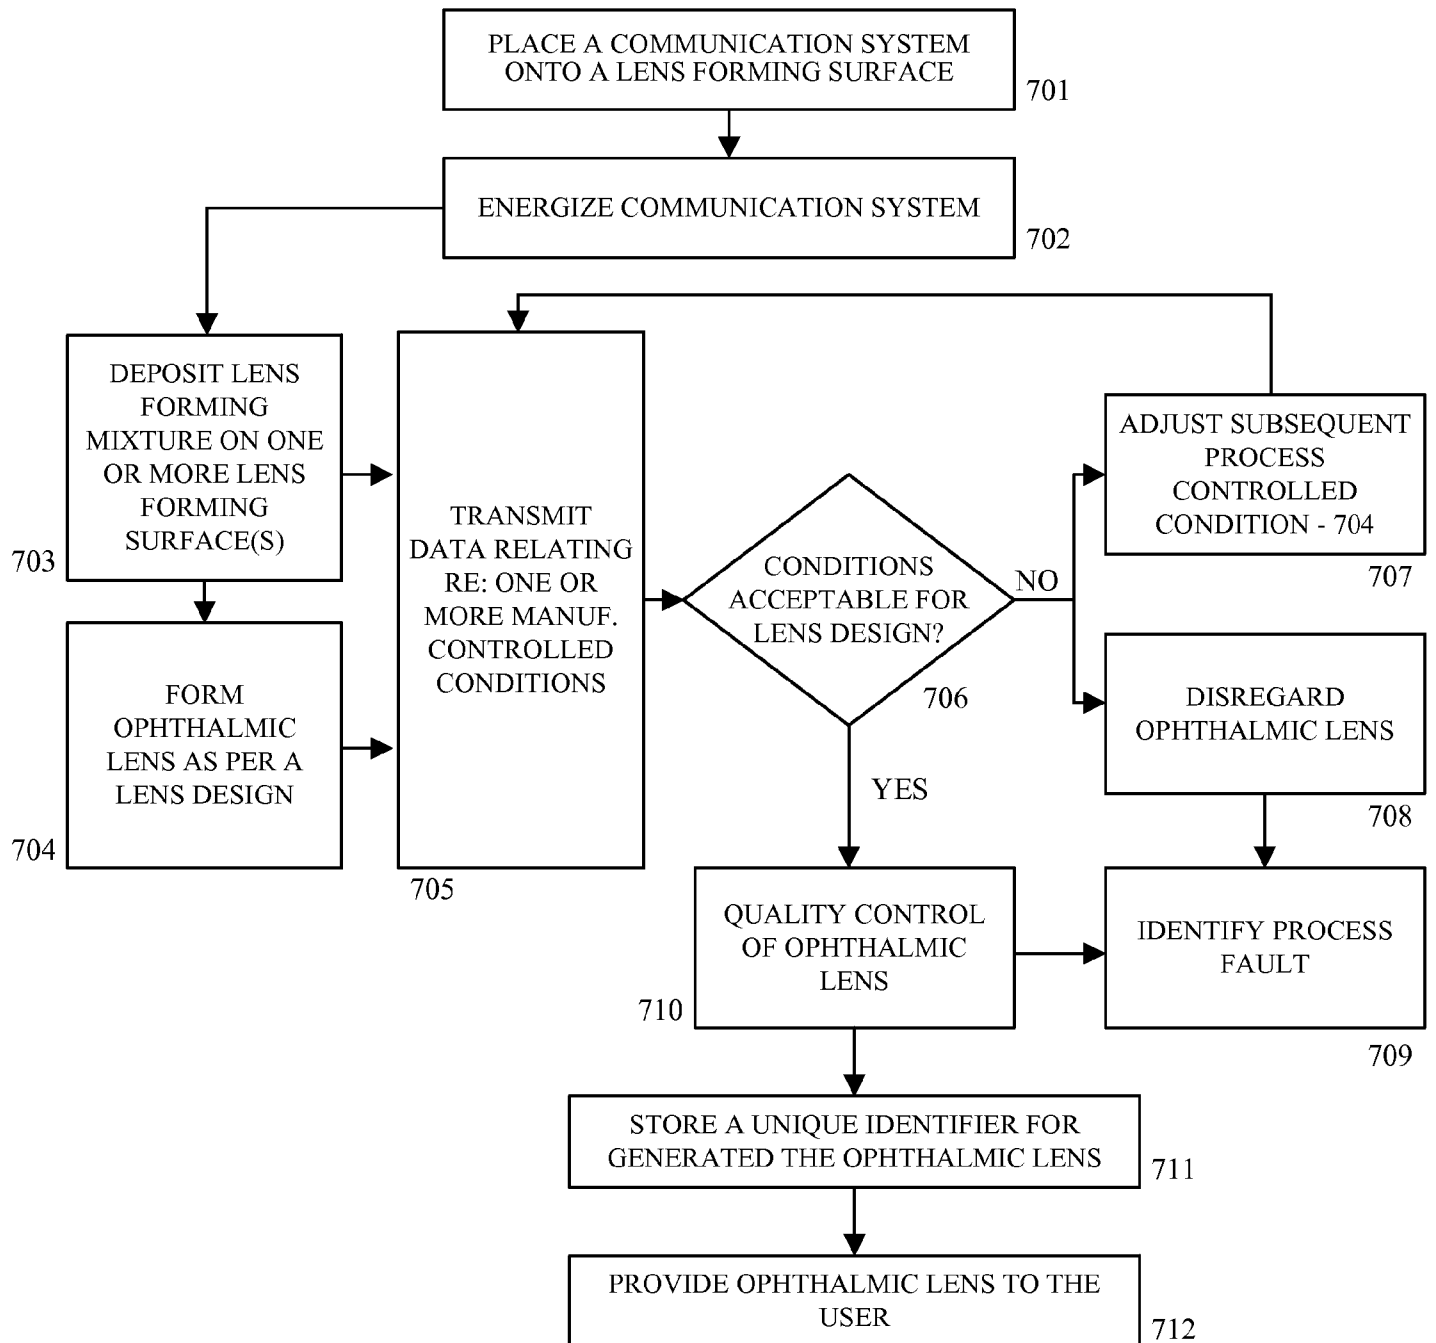 PLACE A COMMUNICATION SYSTEM
ONTO A LENS FORMING SURFACE
701
ENERGIZE COMMUNICATION SYSTEM
702
DEPOSIT LENS
FORMING
MIXTURE ON ONE
OR MORE LENS
FORMING
SURFACE(S)
703
FORM
OPHTHALMIC
LENS AS PER A
LENS DESIGN
704
TRANSMIT
DATA RELATING
RE: ONE OR
MORE MANUF.
CONTROLLED
CONDITIONS
705
CONDITIONS
ACCEPTABLE FOR
LENS DESIGN?
706
NO
YES
ADJUST SUBSEQUENT
PROCESS
CONTROLLED
CONDITION - 704
707
DISREGARD
OPHTHALMIC LENS
708
IDENTIFY PROCESS
FAULT
709
QUALITY CONTROL
OF OPHTHALMIC
LENS
710
STORE A UNIQUE IDENTIFIER FOR
GENERATED THE OPHTHALMIC LENS
711
PROVIDE OPHTHALMIC LENS TO THE
USER
712